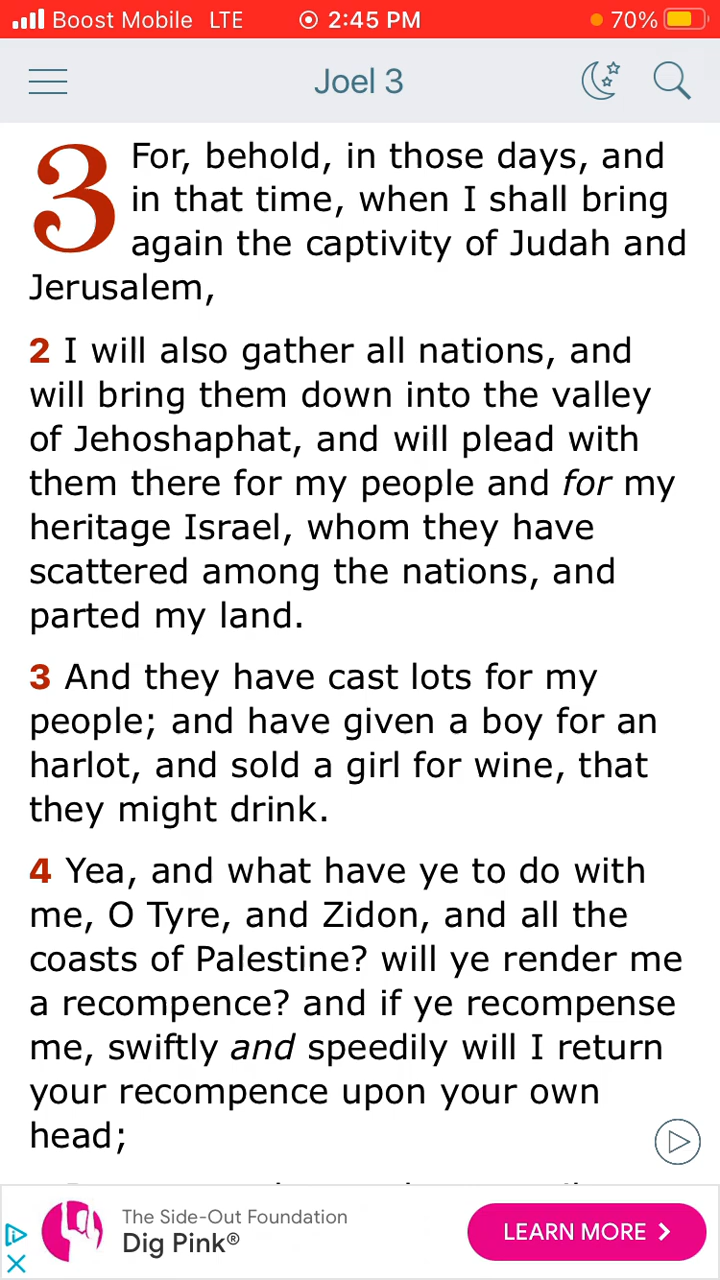 Boost Mobile LTE 2:45 PM 70%
Joel 3
3 For, behold, in those days, and
in that time, when I shall bring
again the captivity of Judah and
Jerusalem,
2 I will also gather all nations, and
will bring them down into the valley
of Jehoshaphat, and will plead with
them there for my people and for my
heritage Israel, whom they have
scattered among the nations, and
parted my land.
3 And they have cast lots for my
people; and have given a boy for an
harlot, and sold a girl for wine, that
they might drink.
4 Yea, and what have ye to do with
me, O Tyre, and Zidon, and all the
coasts of Palestine? will ye render me
a recompence? and if ye recompense
me, swiftly and speedily will I return
your recompence upon your own
head;
The Side-Out Foundation
Dig Pink®
LEARN MORE